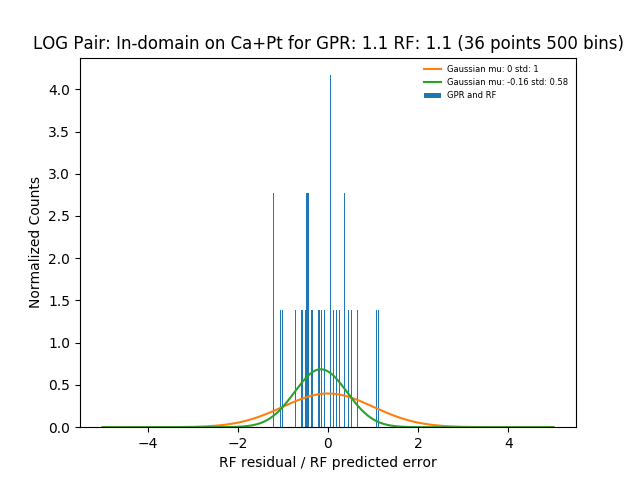 LOG Pair: In-domain on Ca+Pt for GPR: 1.1 RF: 1.1 (36 points 500 bins)
Gaussian mu: 0 std: 1
Gaussian mu: -0.16 std: 0.58
GPR and RF
Normalized Counts
4.0
3.5
3.0
2.5
2.0
1.5
1.0
0.5
0.0
−4 −2 0 2 4
RF residual / RF predicted error